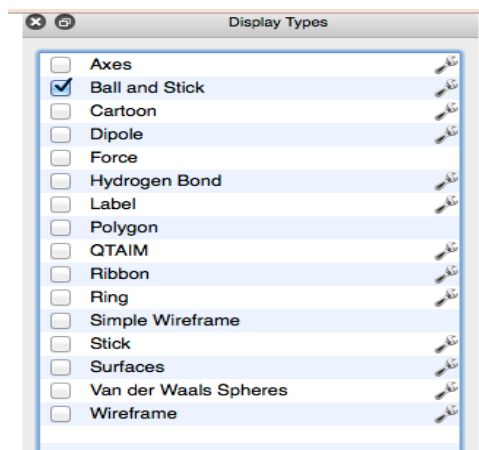 Display Types
Axes
Ball and Stick
Cartoon
Dipole
Force
Hydrogen Bond
Label
Polygon
QTAIM
Ribbon
Ring
Simple Wireframe
Stick
Surfaces
Van der Waals Spheres
Wireframe